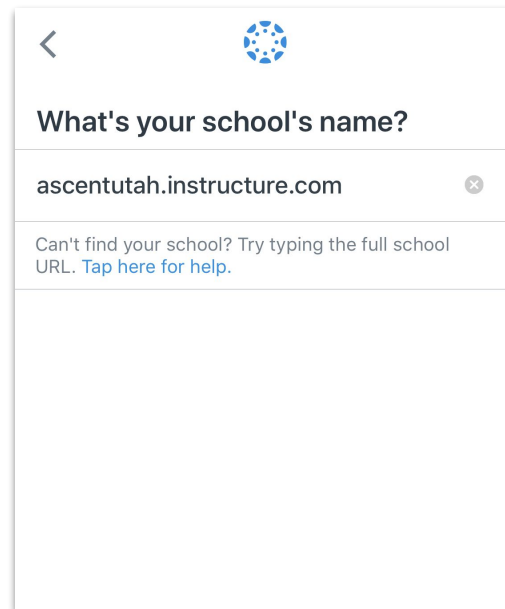 What's your school's name?
ascentutah.instructure.com
Can't find your school? Try typing the full school
URL. Tap here for help.